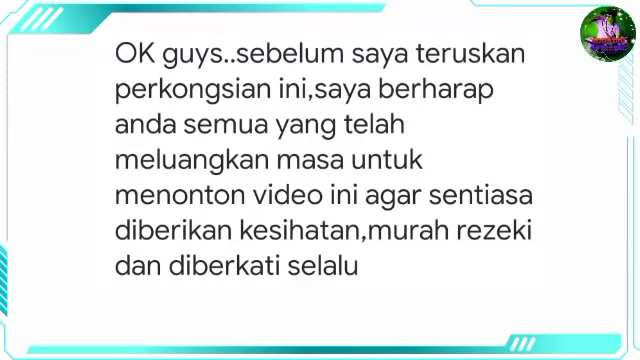 OK guys..sebelum saya teruskan
perkongsian ini,saya berharap
anda semua yang telah
meluangkan masa untuk
menonton video ini agar sentiasa
diberikan kesihatan,murah rezeki
dan diberkati selalu